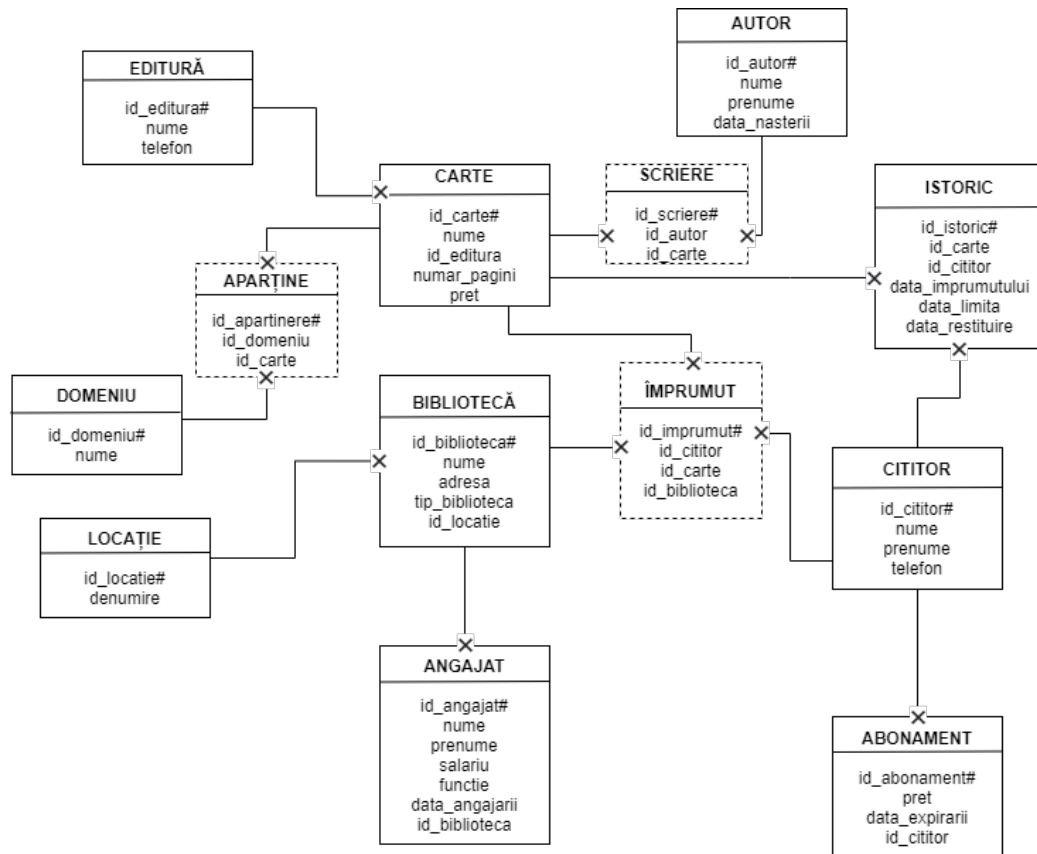 AUTOR
id_autor#
nume
prenume
data_nasterii
EDITURĂ
id_editura#
nume
telefon
CARTE
id_carte#
nume
id_editura
numar_pagini
pret
SCRIERE
id_scriere#
id_autor
id_carte
ISTORIC
id_istoric#
id_carte
id_cititor
data_imprumutului
data_limita
data_restituire
APARȚINE
id_apartinere#
id_domeniu
id_carte
DOMENIU
id_domeniu#
nume
BIBLIOTECĂ
id_biblioteca#
nume
adresa
tip_biblioteca
id_locatie
ÎMPRUMUT
id_imprumut#
id_cititor
id_carte
id_biblioteca
CITITOR
id_cititor#
nume
prenume
telefon
LOCAȚIE
id_locatie#
denumire
ANGAJAT
id_angajat#
nume
prenume
salariu
functie
data_angajarii
id_biblioteca
ABONAMENT
id_abonament#
pret
data_expirarii
id_cititor